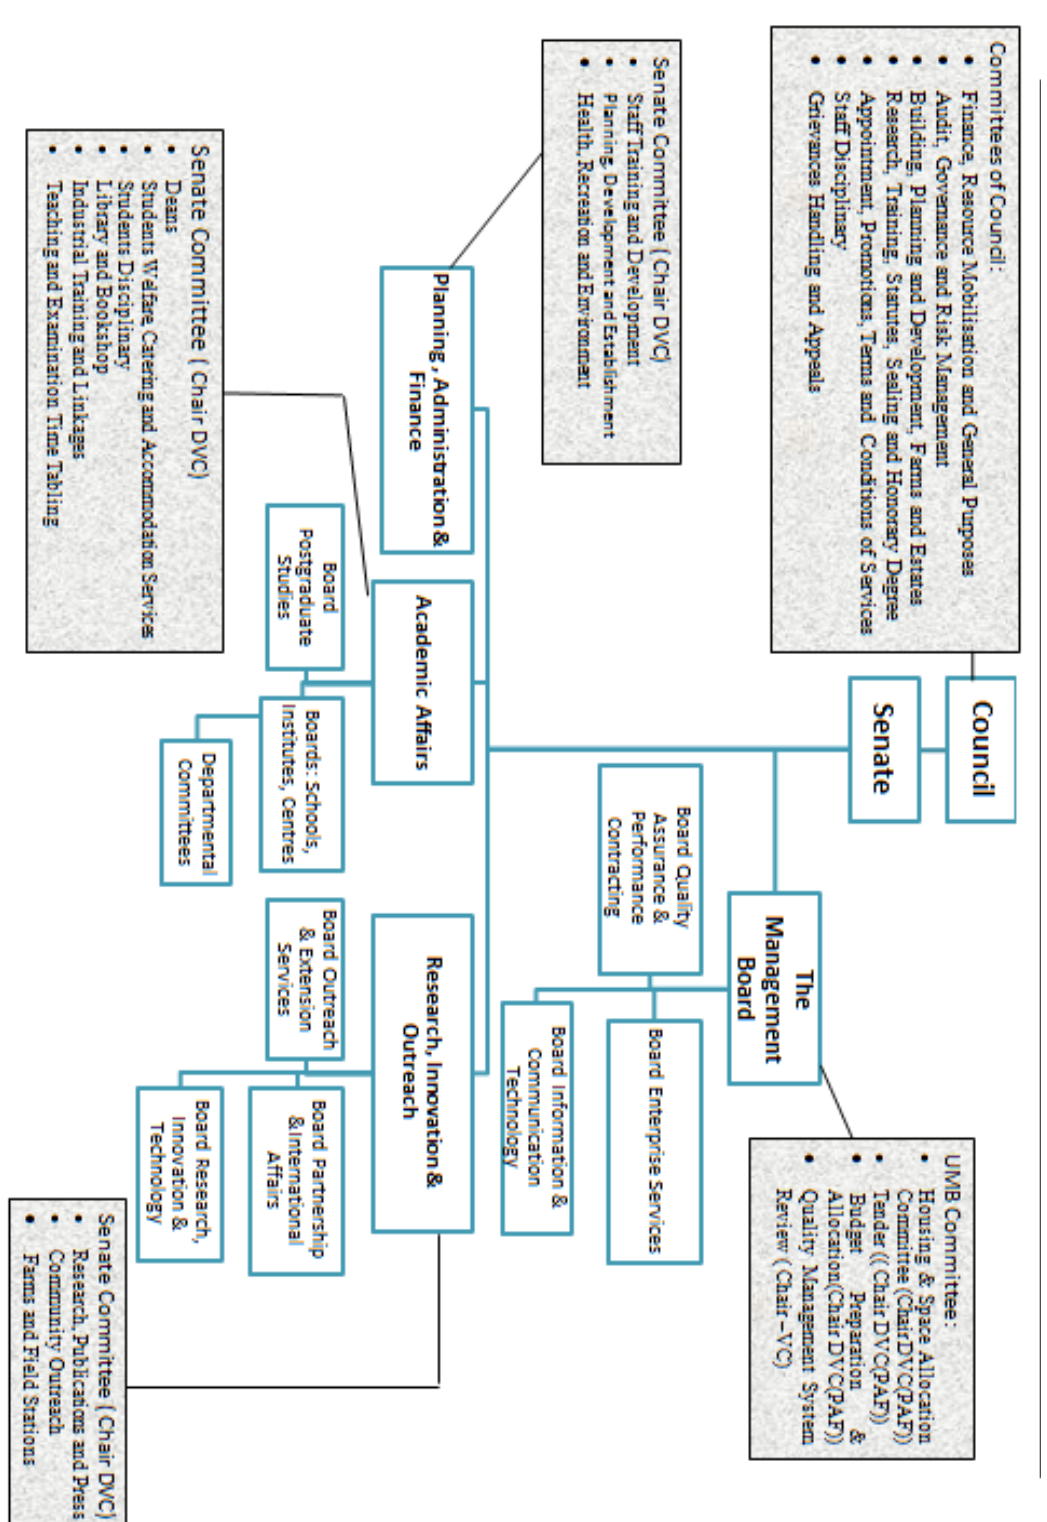 Committees of Council:
• Finance, Resource Mobilisation and General Purposes
• Audit, Governance and Risk Management
• Building, Planning and Development, Farms and Estates
• Research, Training, Statutes, Sealing and Honorary Degree
• Appointment, Promotions, Terms and Conditions of Services
• Staff Disciplinary
• Grievances Handling and Appeals
Council
Senate
The
Management
Board
UMB Committee:
• Housing & Space Allocation
Committee (Chair DVC(PAF))
• Tender (( Chair DVC(PAF))
• Budget Preparation &
Allocation(Chair DVC(PAF))
• Quality Management System
Review ( Chair – VC)
Board Quality
Assurance &
Performance
Contracting
Board Enterprise Services
Board Information &
Communication
Technology
Senate Committee ( Chair DVC)
• Staff Training and Development
• Planning, Development and Establishment
• Health, Recreation and Environment
Planning , Administration &
Finance
Academic Affairs
Research, Innovation &
Outreach
Board
Postgraduate
Studies
Boards: Schools,
Institutes, Centres
Departmental
Committees
Board Outreach
& Extension
Services
Board Partnership
&International
Affairs
Board Research,
Innovation &
Technology
Senate Committee ( Chair DVC)
• Deans
• Students Welfare Catering and Accommodation Services
• Students Disciplinary
• Library and Bookshop
• Industrial Training and Linkages
• Teaching and Examination Time Tabling
Senate Committee ( Chair DVC)
• Research, Publications and Press
• Community Outreach
• Farms and Field Stations